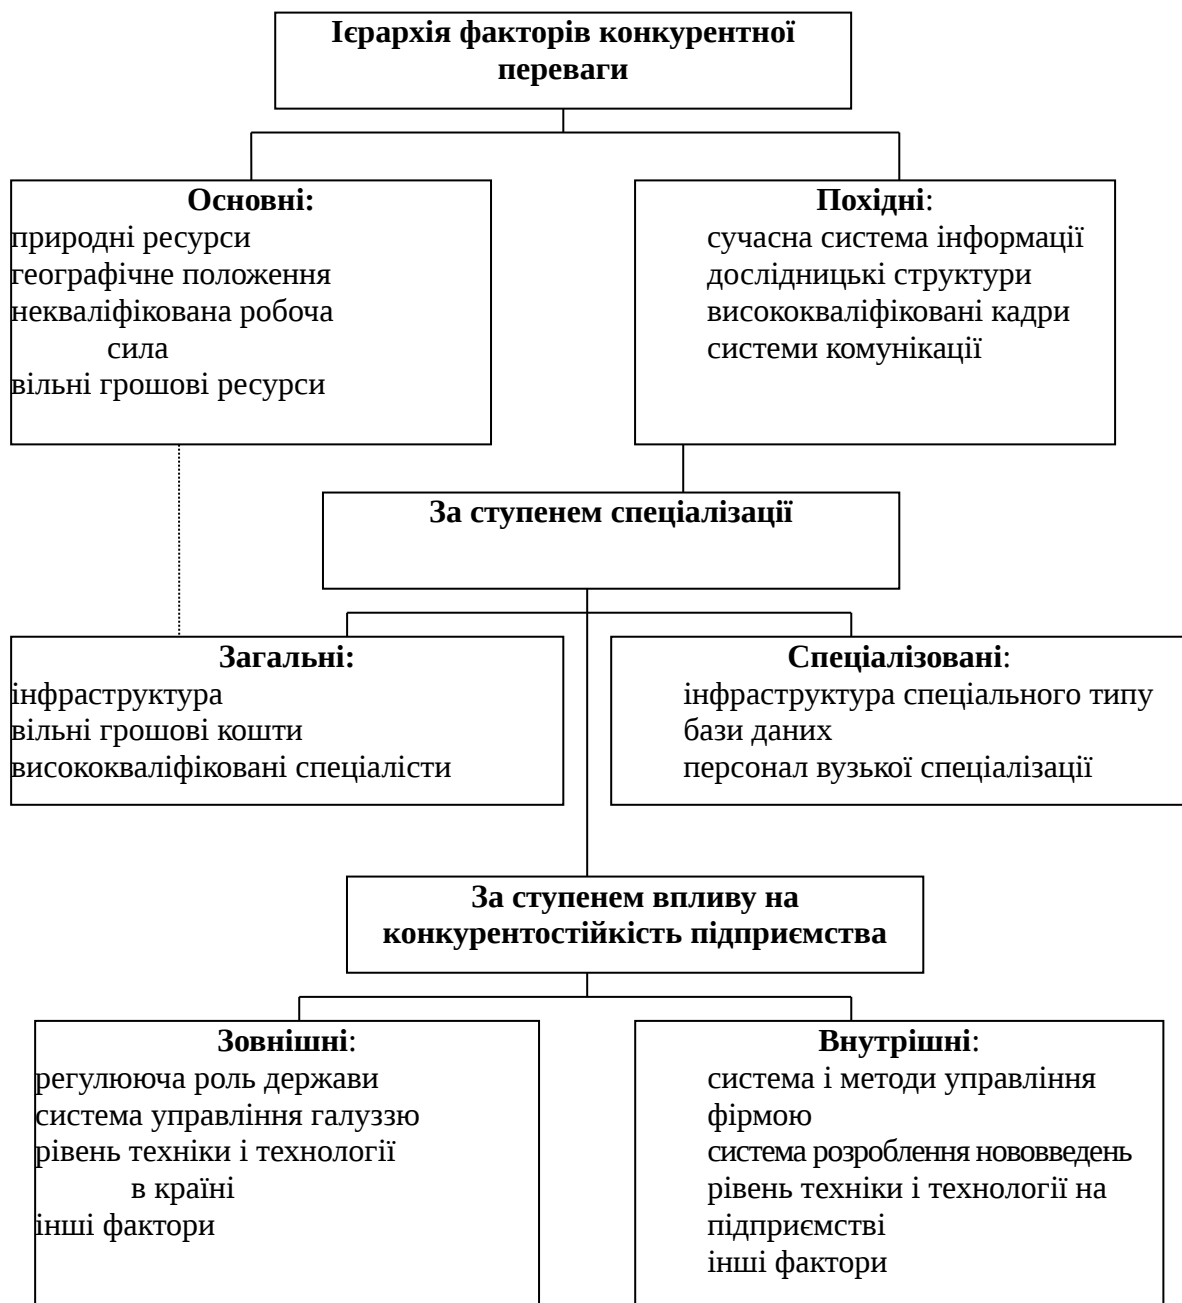 Ієрархія факторів конкурентної
переваги
Основні:
природні ресурси
географічне положення
некваліфікована робоча
сила
вільні грошові ресурси
Похідні:
сучасна система інформації
дослідницькі структури
висококваліфіковані кадри
системи комунікації
За ступенем спеціалізації
Загальні:
інфраструктура
вільні грошові кошти
висококваліфіковані спеціалісти
Спеціалізовані:
інфраструктура спеціального типу
бази даних
персонал вузької спеціалізації
За ступенем впливу на
конкурентостійкість підприємства
Зовнішні:
регулююча роль держави
система управління галуззю
рівень техніки і технології
в країні
інші фактори
Внутрішні:
система і методи управління
фірмою
система розроблення нововведень
рівень техніки і технології на
підприємстві
інші фактори